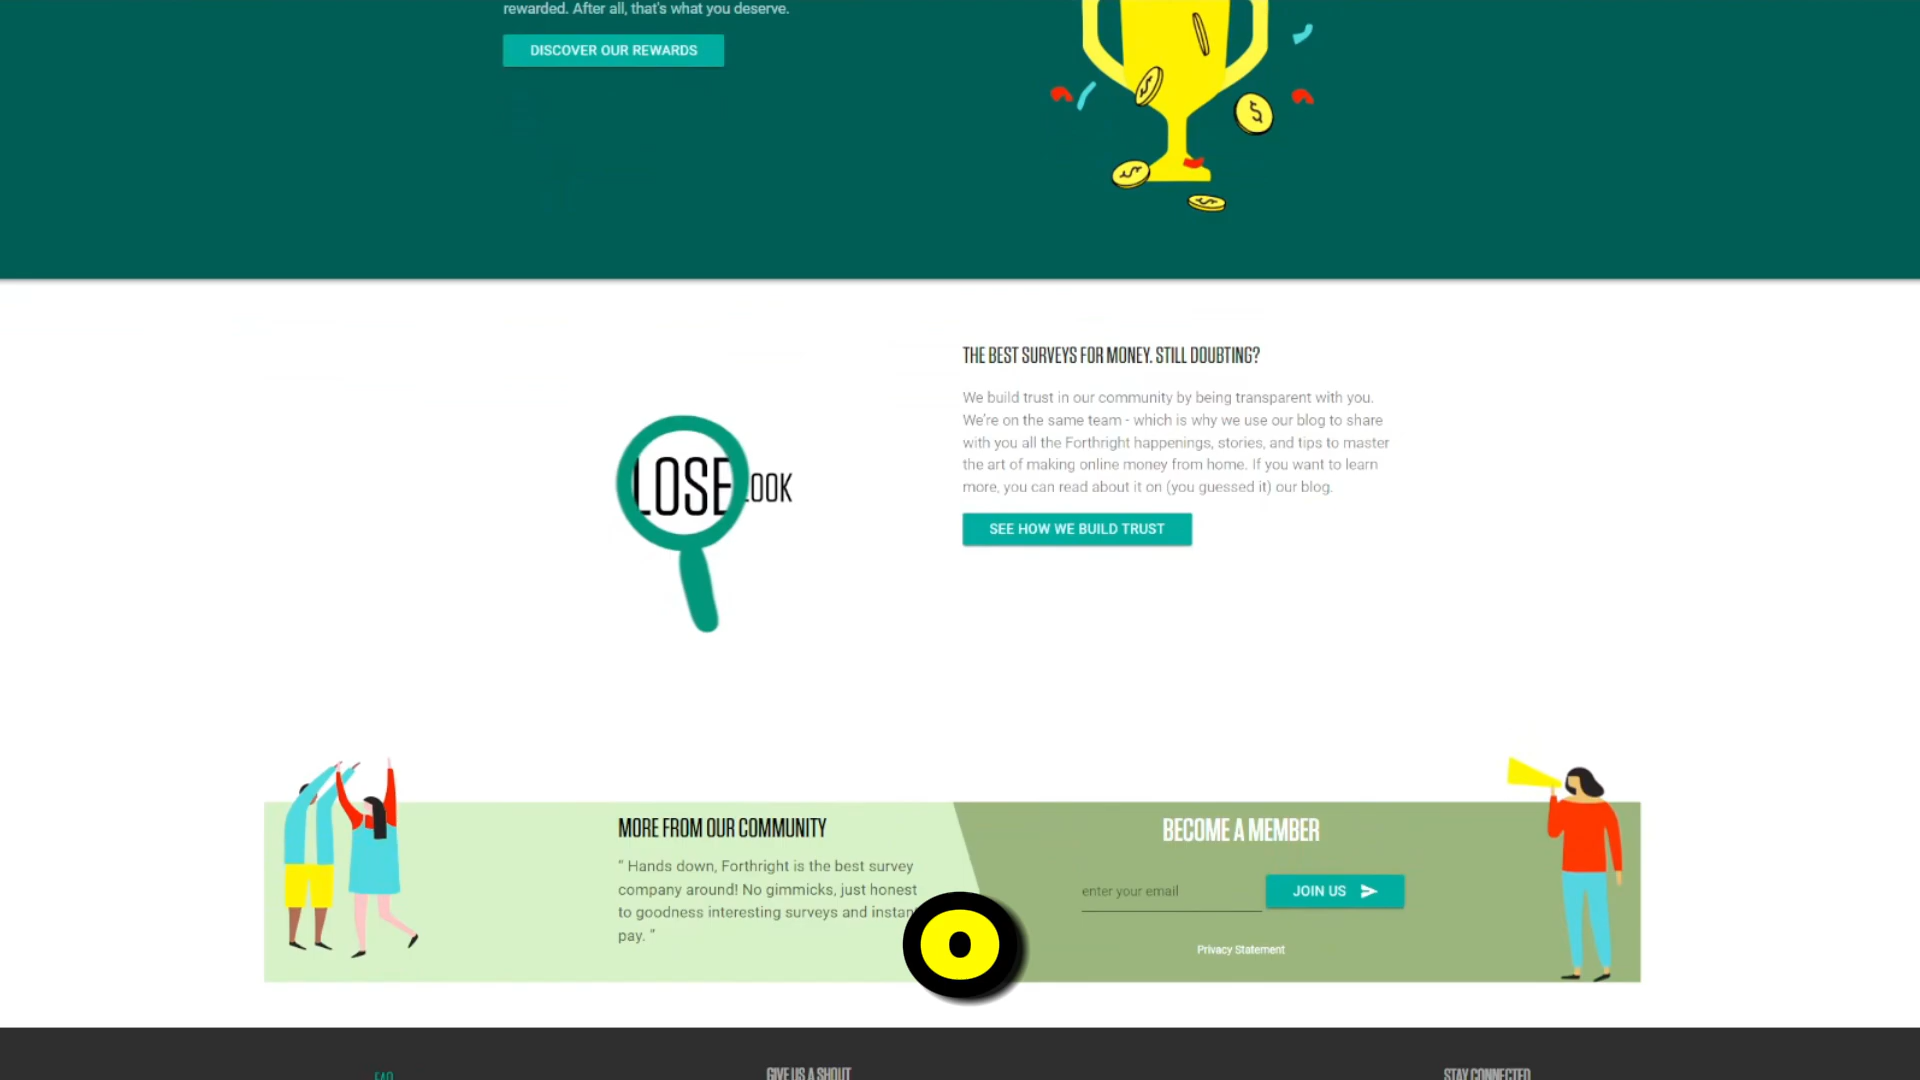 rewarded. After all, that's what you deserve.
DISCOVER OUR REWARDS
THE BEST SURVEYS FOR MONEY. STILL DOUBTING?
We build trust in our community by being transparent with you.
We're on the same team - which is why we use our blog to share
with you all the Forthright happenings, stories, and tips to master
the art of making online money from home. If you want to learn
more, you can read about it on (you guessed it) our blog.
SEE HOW WE BUILD TRUST
LOSE LOOK
MORE FROM OUR COMMUNITY
“ Hands down, Forthright is the best survey
company around! No gimmicks, just honest
to goodness interesting surveys and instan
pay. ”
BECOME A MEMBER
enter your email
JOIN US
Privacy Statement
o
FAQ
GIVE US A SHOUT
STAY CONNECTED